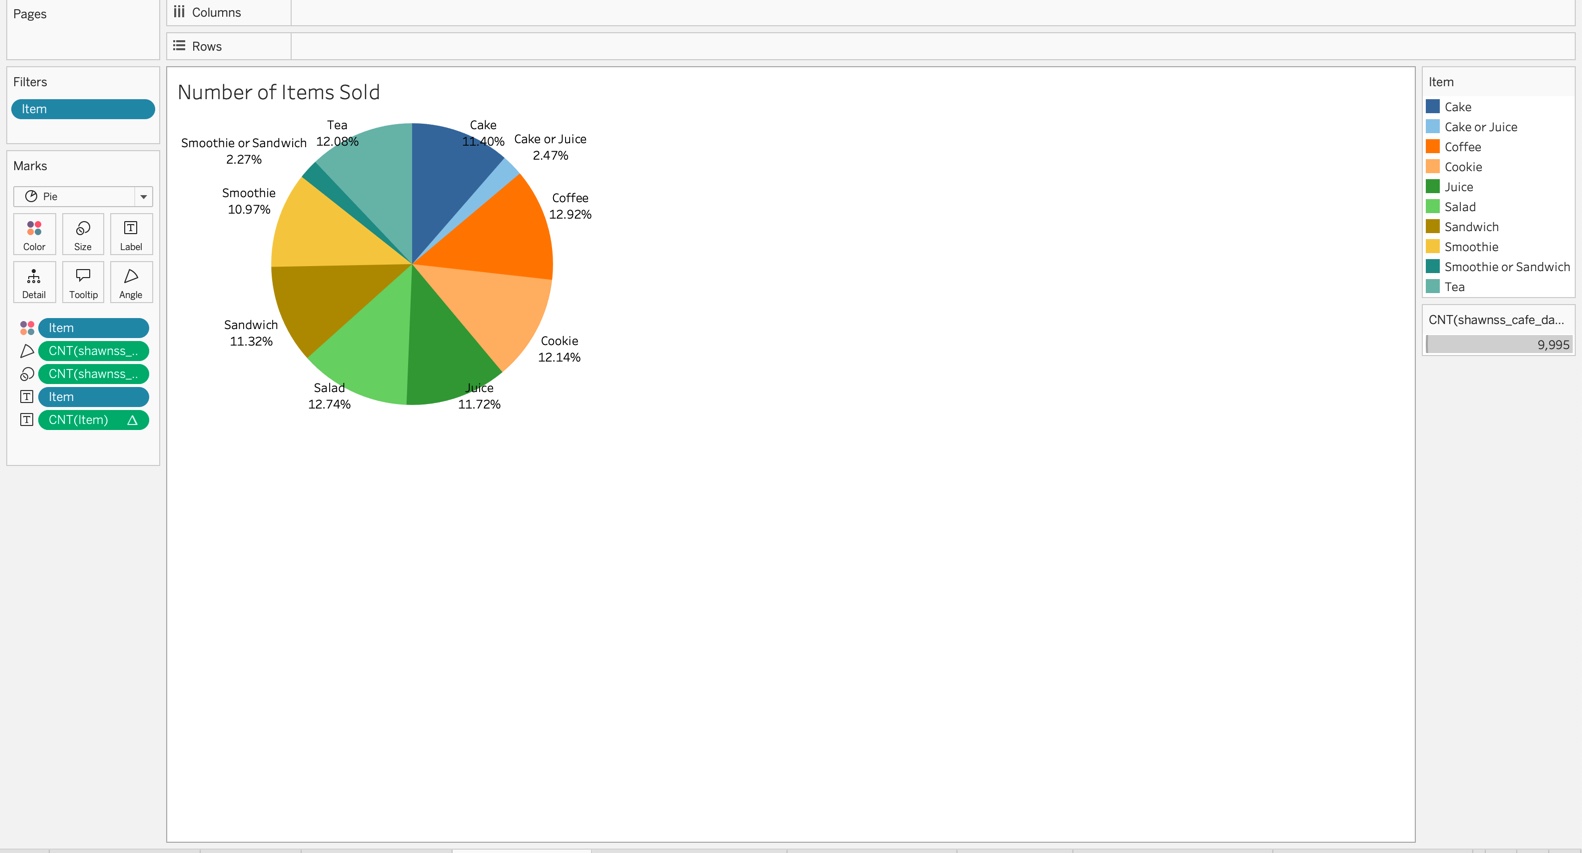 Pages
Columns
Rows
Filters
Item
Marks
Pie
Color
Size
Label
Detail
Tooltip
Angle
Item
CNT(shawnss_..
CNT(shawnss_..
Item
CNT(Item)
Number of Items Sold
Tea
12.08%
Cake
11.40%
Cake or Juice
2.47%
Smoothie or Sandwich
2.27%
Smoothie
10.97%
Coffee
12.92%
Sandwich
11.32%
Cookie
12.14%
Salad
12.74%
Juice
11.72%
Item
Cake
Cake or Juice
Coffee
Cookie
Juice
Salad
Sandwich
Smoothie
Smoothie or Sandwich
Tea
CNT(shawnss_cafe_da...
9,995